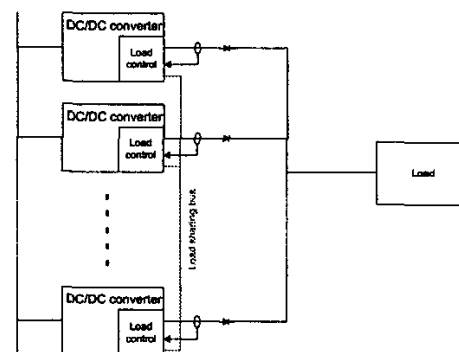 DC/DC converter
Load
control
DC/DC converter
Load
control
Load
Load sharing bus
DC/DC converter
Load
control